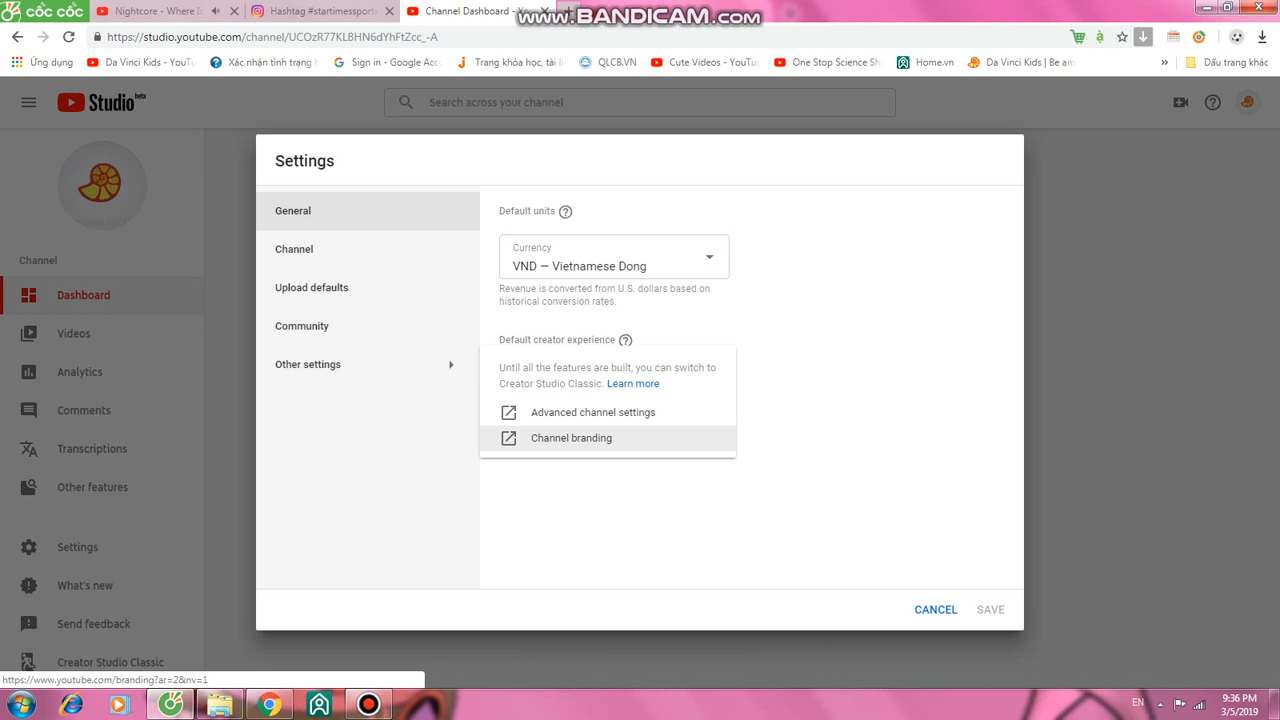 cốc cốc
Nightcore - Where I
Hashtag #startimessports
Channel Dashboard - Yo
www.BANDICAM.com
https://studio.youtube.com/channel/UCOzR77KLBHN6dYhFtZcc_-A
Ứng dụng
Da Vinci Kids - YouTu
Xác nhận tình trạng h
Sign in - Google Acco
Trang khóa học, tài li
QLCB.VN
Cute Videos - YouTub
One Stop Science Sho
Home.vn
Da Vinci Kids | Be am
»
Dấu trang khác
Studio beta
Search across your channel
Settings
General
Channel
Upload defaults
Community
Other settings
Default units
Currency
VND — Vietnamese Dong
Revenue is converted from U.S. dollars based on
historical conversion rates.
Default creator experience
Until all the features are built, you can switch to
Creator Studio Classic. Learn more
Advanced channel settings
Channel branding
CANCEL
SAVE
Channel
Dashboard
Videos
Analytics
Comments
Transcriptions
Other features
Settings
What's new
Send feedback
Creator Studio Classic
https://www.youtube.com/branding?ar=2&nv=1
EN
9:36 PM
3/5/2019